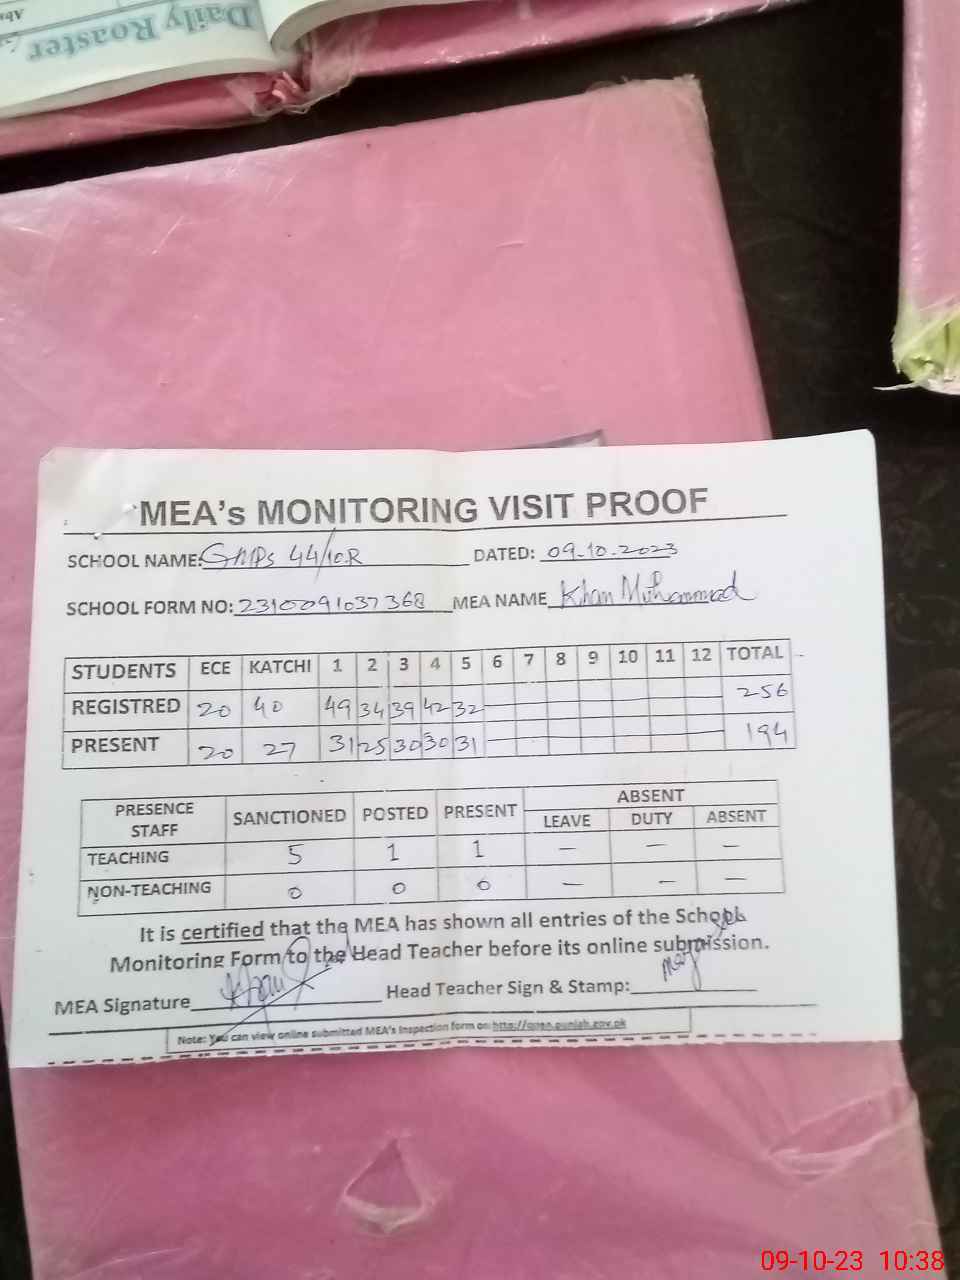 Daily Roaster
MEA's MONITORING VISIT PROOF
SCHOOL NAME: GMPS 44/10.R DATED: 09-10-2023
SCHOOL FORM NO: 2310091037368 MEA NAME Khan Muhammad
STUDENTS ECE KATCHI 1 2 3 4 5 6 7 8 9 10 11 12 TOTAL
REGISTRED 20 40 49 34 39 42 32 256
PRESENT 20 27 31 25 30 30 31 194
PRESENCE STAFF SANCTIONED POSTED PRESENT ABSENT
LEAVE DUTY ABSENT
TEACHING 5 1 1 — — —
NON-TEACHING 0 0 0 — — —
It is certified that the MEA has shown all entries of the School
Monitoring Form to the Head Teacher before its online submission.
MEA Signature Head Teacher Sign & Stamp:
Note: You can view online submitted MEA's Inspection form on: http://open.punjab.gov.pk
09-10-23 10:38